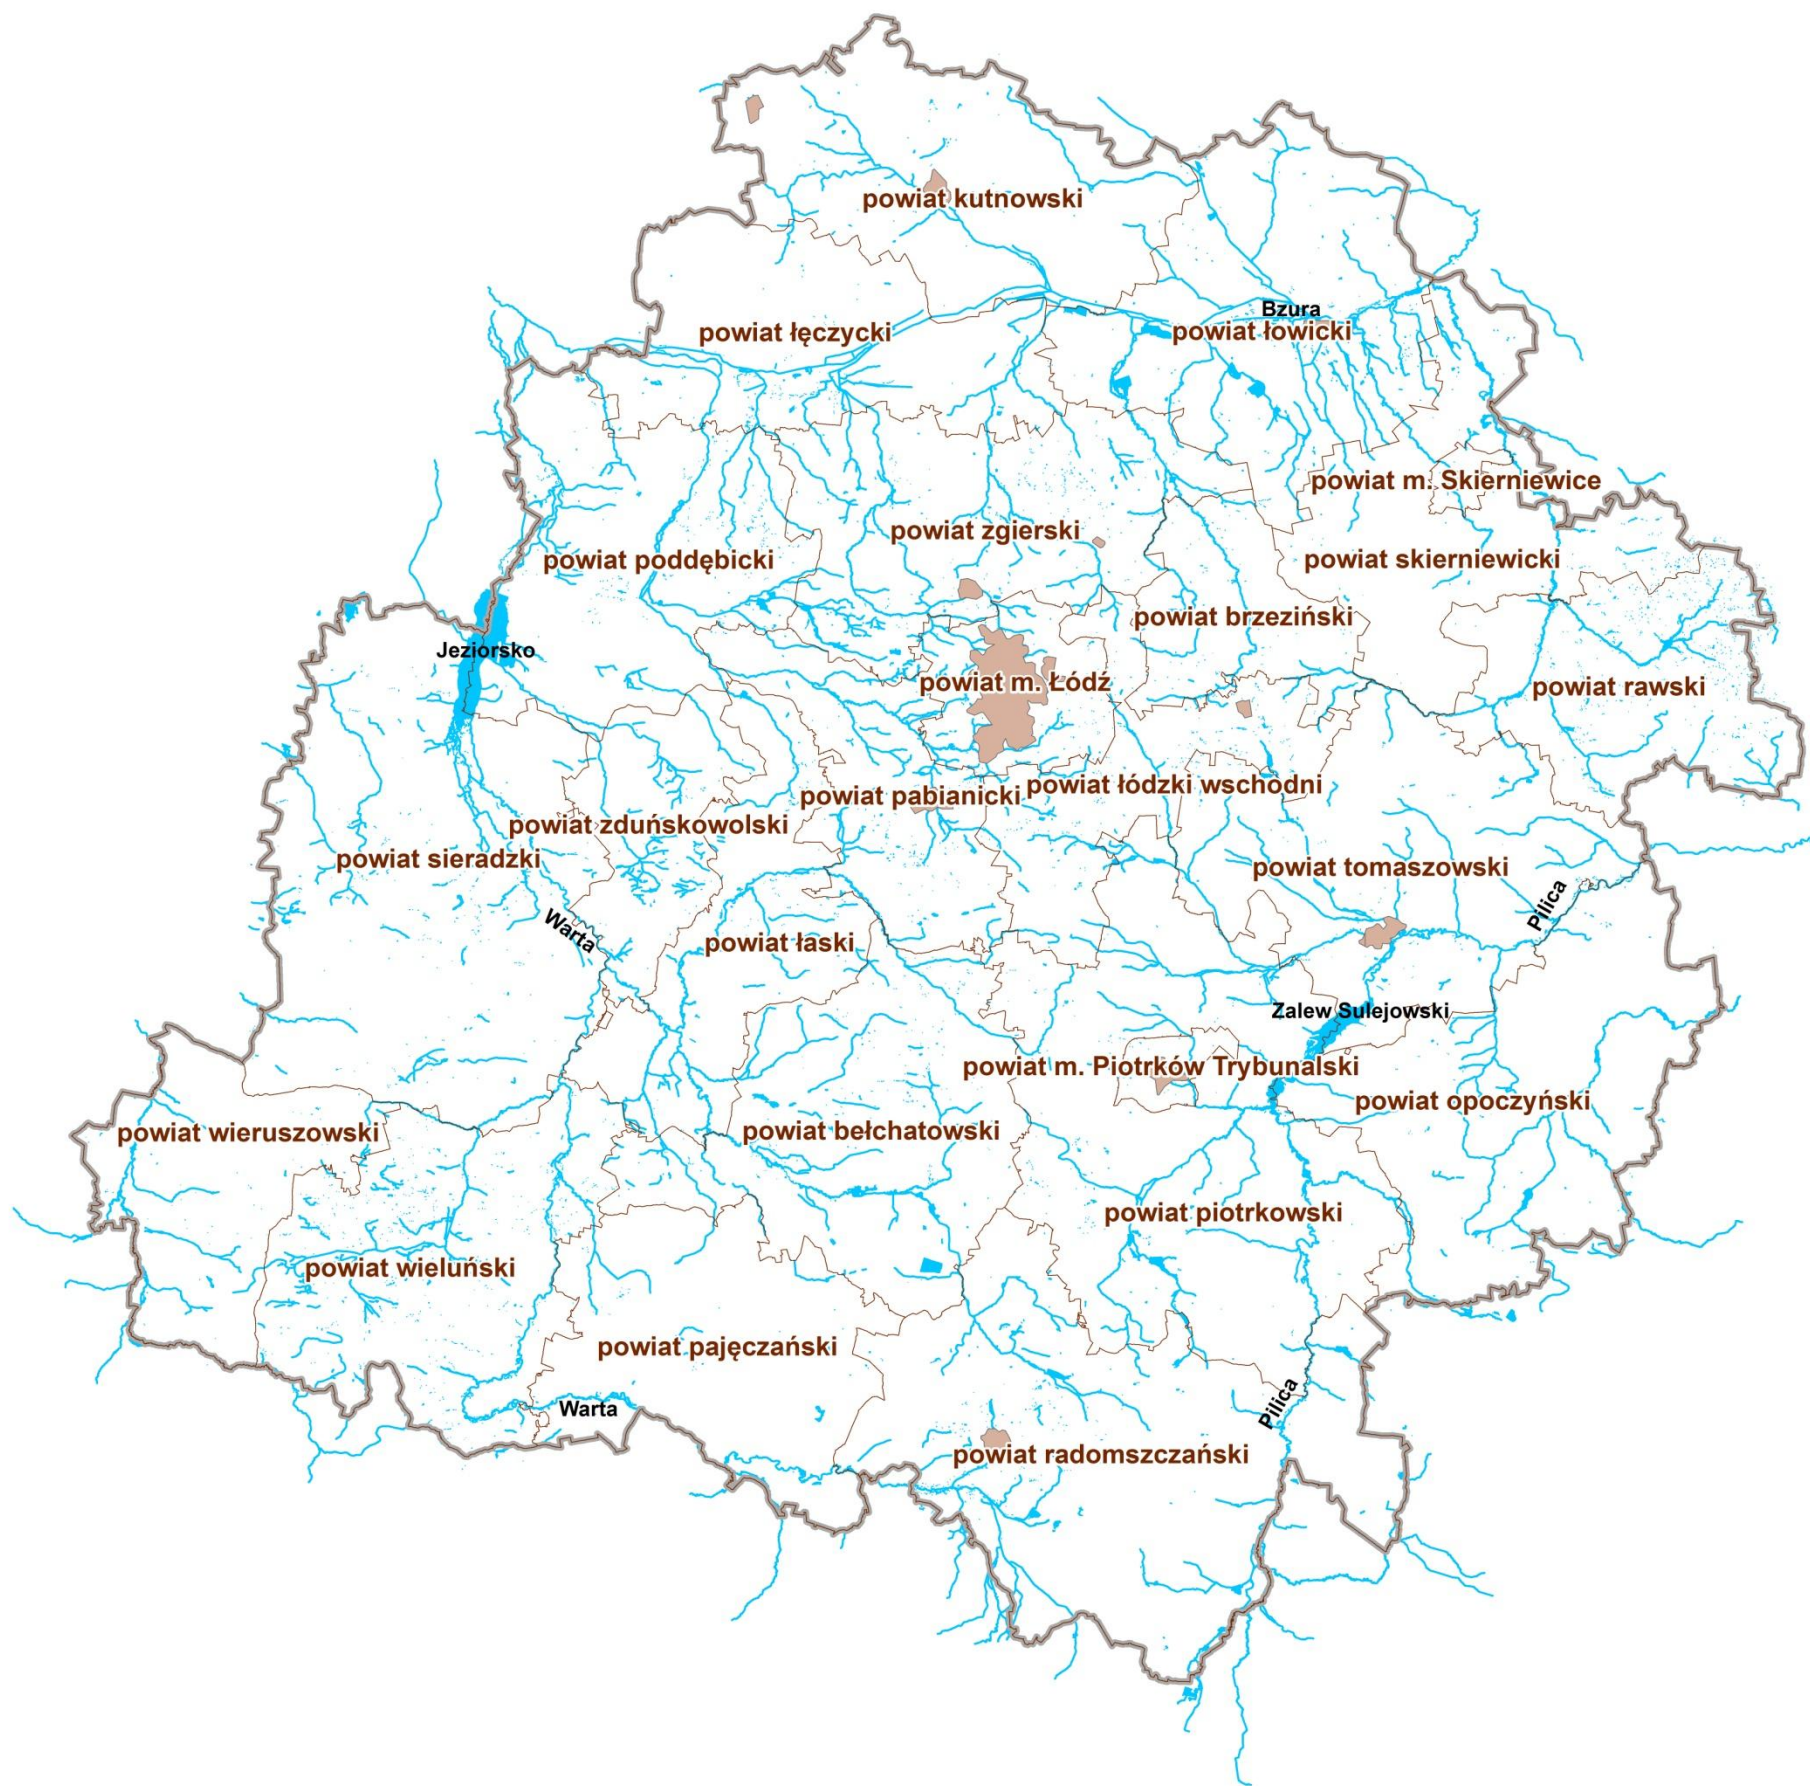 powiat kutnowski
Bzura
powiat łęczycki
powiat łowicki
powiat m. Skierniewice
powiat zgierski
powiat poddębicki
powiat skierniewicki
powiat brzeziński
Jeziorsko
powiat m. Łódź
powiat rawski
powiat łódzki wschodni
powiat pabianicki
powiat zduńskowolski
powiat sieradzki
powiat tomaszowski
Pilica
Warta
powiat łaski
Zalew Sulejowski
powiat m. Piotrków Trybunalski
powiat opoczyński
powiat wieruszowski
powiat bełchatowski
powiat piotrkowski
powiat wieluński
powiat pajęczański
Warta
Pilica
powiat radomszczański